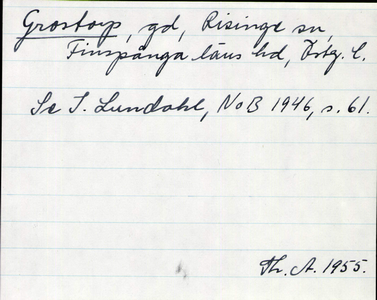 Grostorp, gd, Risinge sn,
Finspånga läns hd, Östg. l.
Se I. Lundahl, NoB 1946, s. 61.
Th. A. 1955.